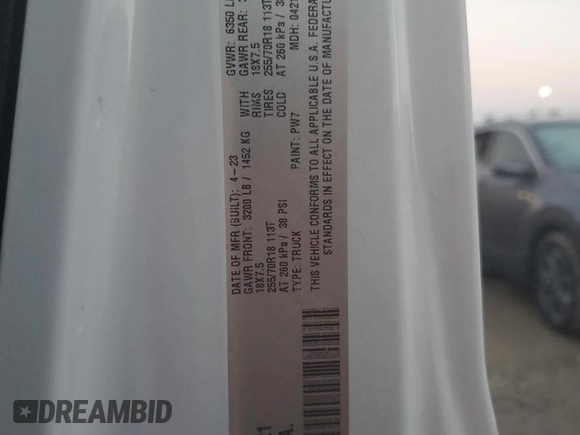 DATE OF MFR (BUILT): 4-23 GVWR: 6350 L
GAWR FRONT: 3200 LB / 1452 KG WITH GAWR REAR:
18X7.5 RIMS 18X7.5
255/70R18 113T TIRES 255/70R18 113T
AT 260 kPa / 38 PSI COLD AT 260 kPa / 38
TYPE: TRUCK PAINT: PW7 MDH: 0421
THIS VEHICLE CONFORMS TO ALL APPLICABLE U.S.A. FEDERA
STANDARDS IN EFFECT ON THE DATE OF MANUFACTU
DREAMBID